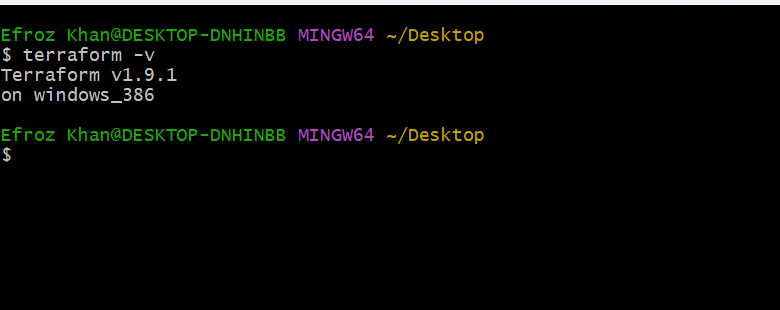 Efroz Khan@DESKTOP-DNHINBB MINGW64 ~/Desktop
$ terraform -v
Terraform v1.9.1
on windows_386
Efroz Khan@DESKTOP-DNHINBB MINGW64 ~/Desktop
$